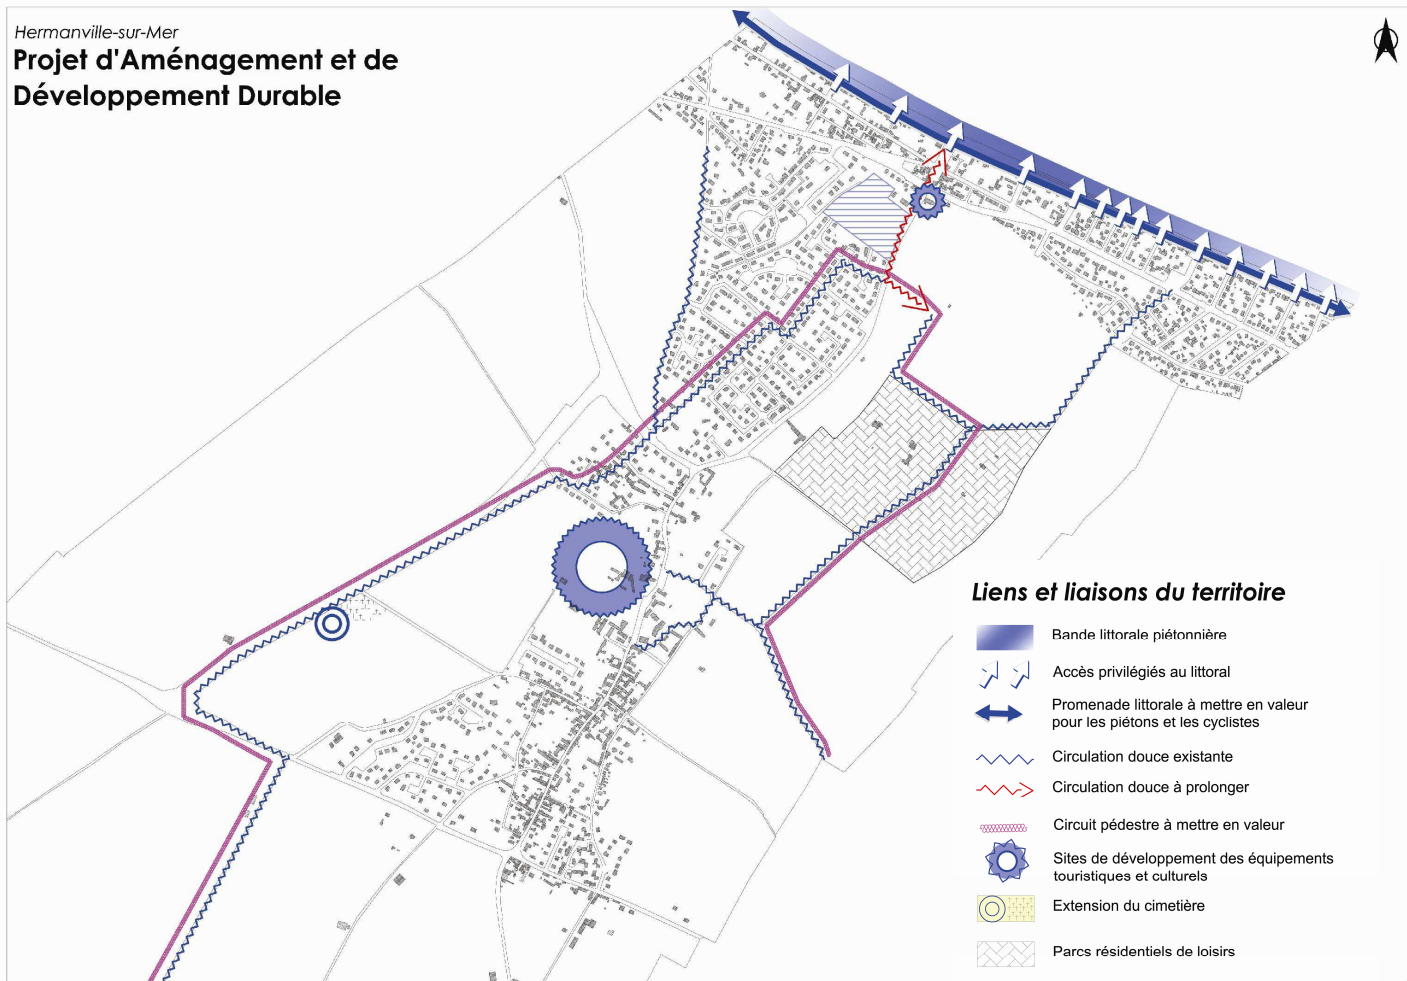 Hermanville-sur-Mer
Projet d'Aménagement et de
Développement Durable
Liens et liaisons du territoire
Bande littorale piétonnière
Accès privilégiés au littoral
Promenade littorale à mettre en valeur
pour les piétons et les cyclistes
Circulation douce existante
Circulation douce à prolonger
Circuit pédestre à mettre en valeur
Sites de développement des équipements
touristiques et culturels
Extension du cimetière
Parcs résidentiels de loisirs